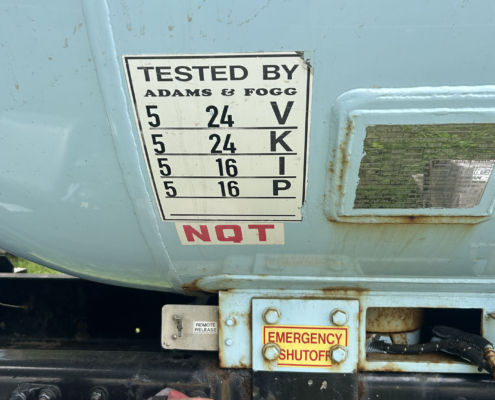 TESTED BY
ADAMS & FOGG
5 24 V
5 24 K
5 16 I
5 16 P
NQT
REMOTE
RELEASE
EMERGENCY
SHUTOFF